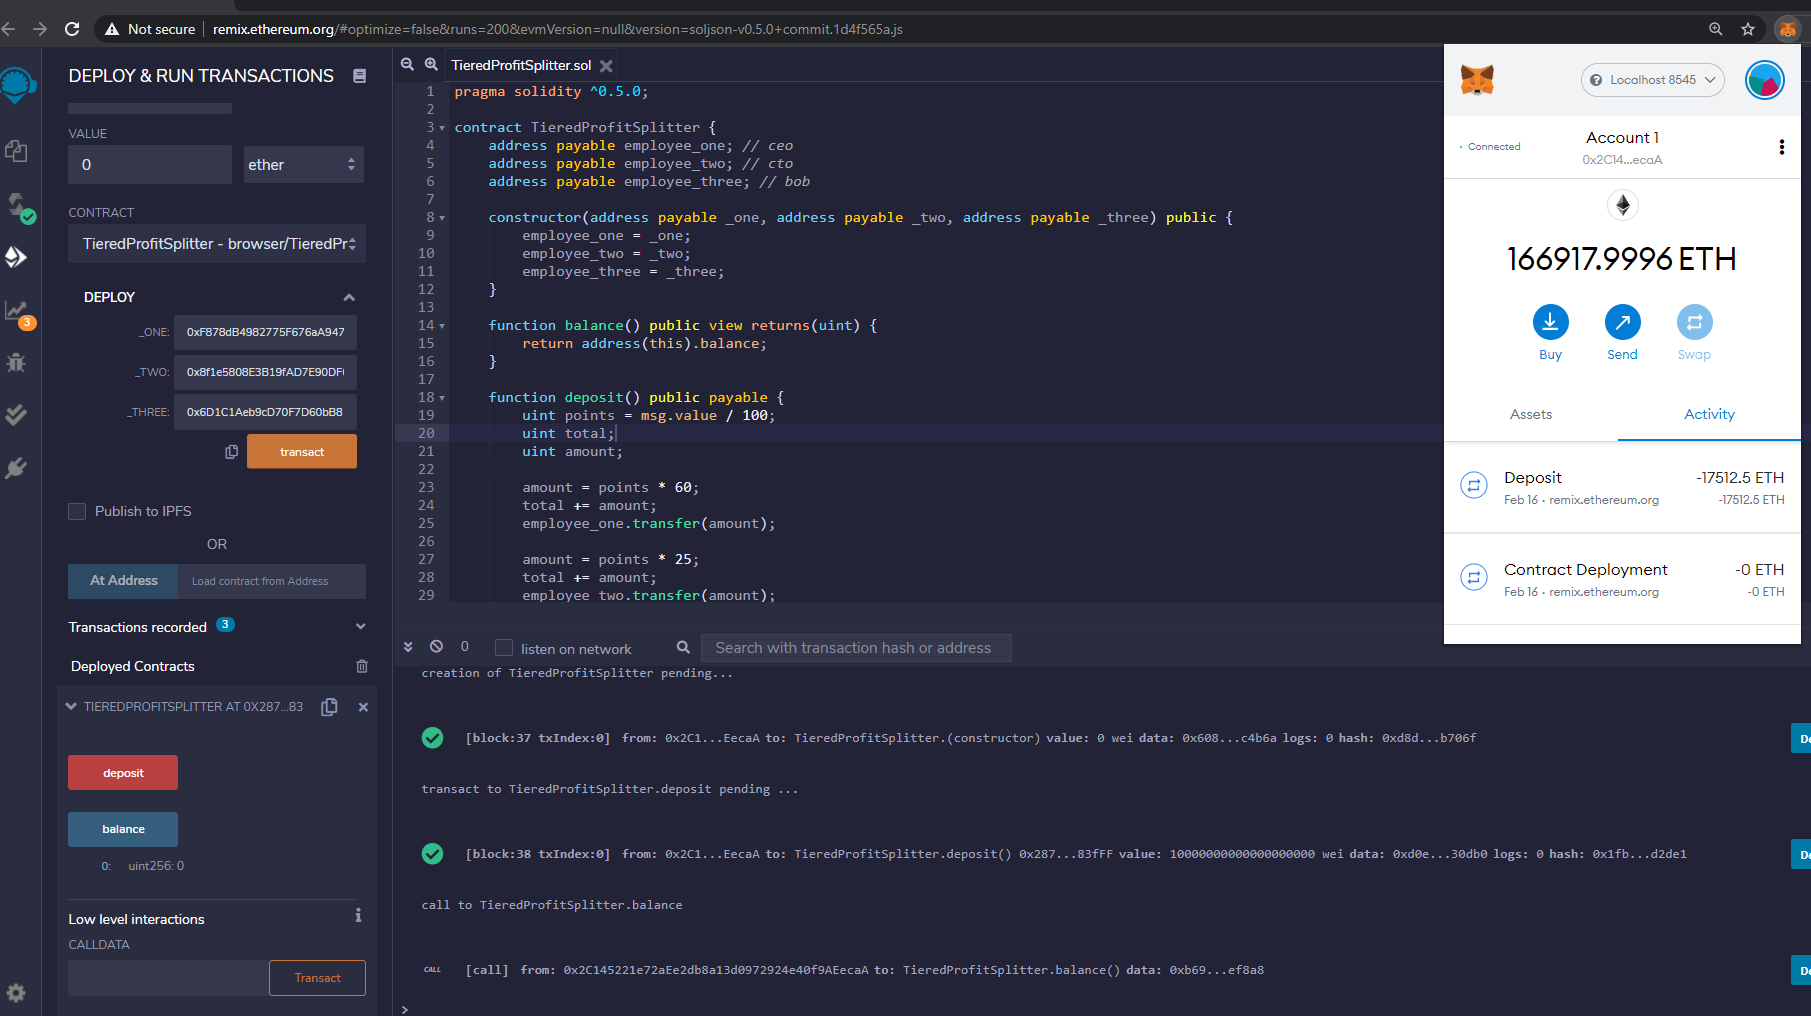 Not secure | remix.ethereum.org/#optimize=false&runs=200&evmVersion=null&version=soljson-v0.5.0+commit.1d4f565a.js
DEPLOY & RUN TRANSACTIONS
VALUE
0 ether
CONTRACT
TieredProfitSplitter - browser/TieredPr
DEPLOY
_ONE: 0xF878dB4982775F676aA947
_TWO: 0x8f1e5808E3B19fAD7E90DF
_THREE: 0x6D1C1Aeb9cD70F7D60bB8
transact
3
Publish to IPFS
OR
At Address Load contract from Address
Transactions recorded 3
Deployed Contracts
TIEREDPROFITSPLITTER AT 0X287...83
deposit
balance
0: uint256: 0
Low level interactions
CALLDATA
Transact
TieredProfitSplitter.sol
1 pragma solidity ^0.5.0;
2
3 contract TieredProfitSplitter {
4 address payable employee_one; // ceo
5 address payable employee_two; // cto
6 address payable employee_three; // bob
7
8 constructor(address payable _one, address payable _two, address payable _three) public {
9 employee_one = _one;
10 employee_two = _two;
11 employee_three = _three;
12 }
13
14 function balance() public view returns(uint) {
15 return address(this).balance;
16 }
17
18 function deposit() public payable {
19 uint points = msg.value / 100;
20 uint total;
21 uint amount;
22
23 amount = points * 60;
24 total += amount;
25 employee_one.transfer(amount);
26
27 amount = points * 25;
28 total += amount;
29 employee_two.transfer(amount);
0 listen on network Search with transaction hash or address
creation of TieredProfitSplitter pending...
[block:37 txIndex:0] from: 0x2C1...EecaA to: TieredProfitSplitter.(constructor) value: 0 wei data: 0x608...c4b6a logs: 0 hash: 0xd8d...b706f
transact to TieredProfitSplitter.deposit pending ...
[block:38 txIndex:0] from: 0x2C1...EecaA to: TieredProfitSplitter.deposit() 0x287...83fFF value: 10000000000000000000 wei data: 0xd0e...30db0 logs: 0 hash: 0x1fb...d2de1
call to TieredProfitSplitter.balance
CALL [call] from: 0x2C145221e72aEe2db8a13d0972924e40f9AEecaA to: TieredProfitSplitter.balance() data: 0xb69...ef8a8
>
Localhost 8545
Connected
Account 1
0x2C14...ecaA
166917.9996 ETH
Buy Send Swap
Assets Activity
Deposit -17512.5 ETH
Feb 16 · remix.ethereum.org -17512.5 ETH
Contract Deployment -0 ETH
Feb 16 · remix.ethereum.org -0 ETH